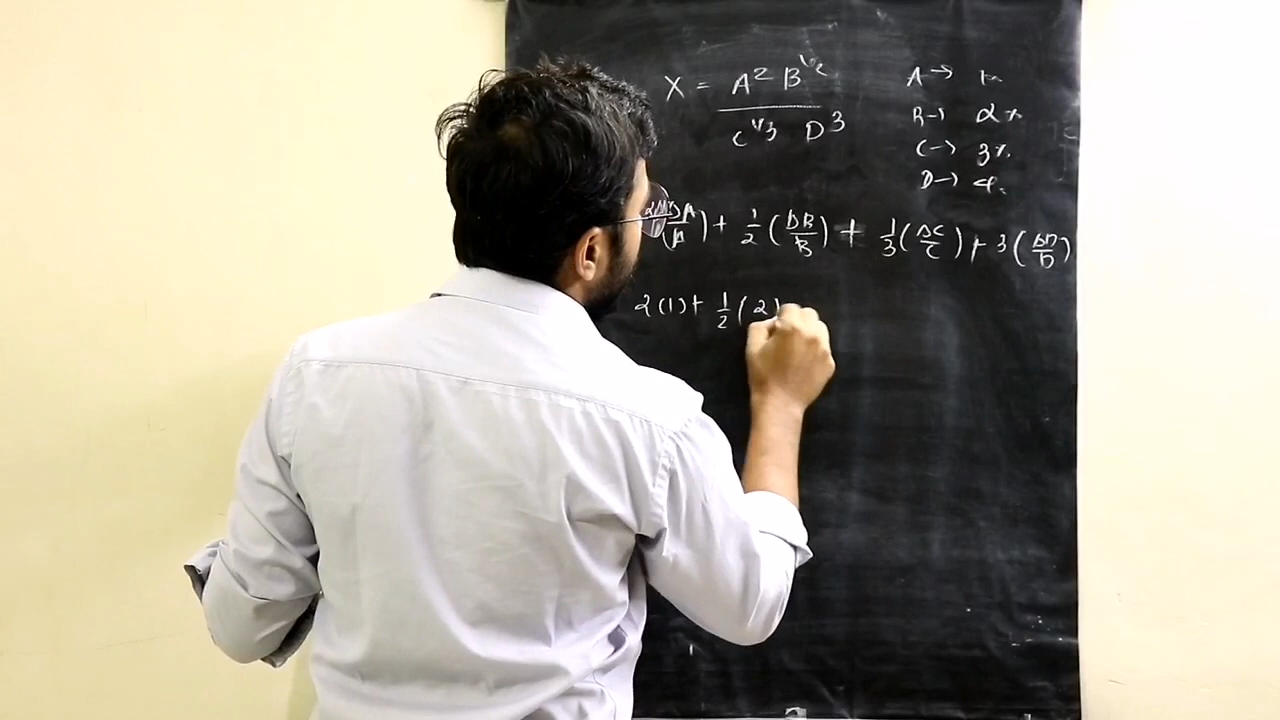 X = A² B^1/2 / C^1/3 D³
A → 1%
B → 2%
C → 3%
D → 4%
(ΔA/A) + 1/2 (ΔB/B) + 1/3 (ΔC/C) + 3 (ΔD/D)
2(1) + 1/2 (2)